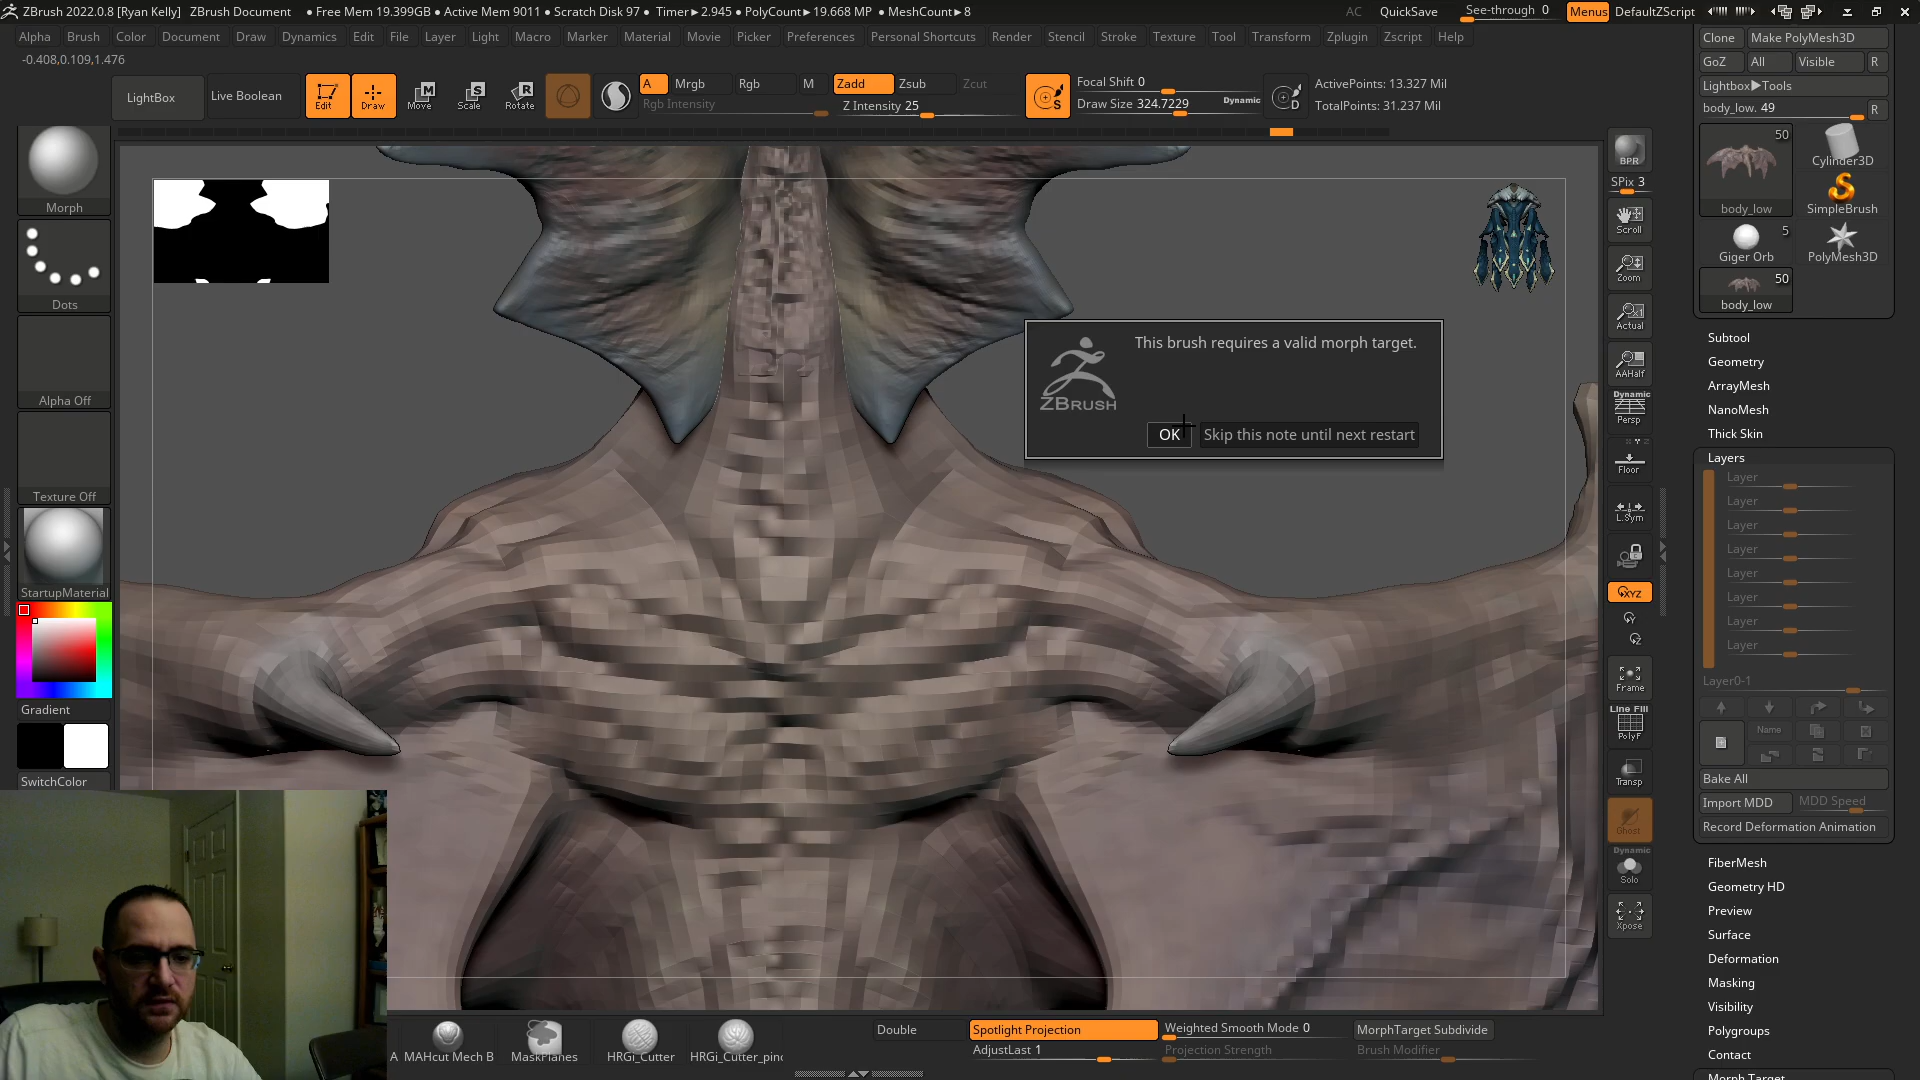 ZBrush 2022.0.8 [Ryan Kelly] ZBrush Document • Free Mem 19.399GB • Active Mem 9011 • Scratch Disk 97 • Timer►2.945 • PolyCount►19.668 MP • MeshCount►8 AC QuickSave See-through 0 Menus DefaultZScript
Alpha Brush Color Document Draw Dynamics Edit File Layer Light Macro Marker Material Movie Picker Preferences Personal Shortcuts Render Stencil Stroke Texture Tool Transform Zplugin Zscript Help
-0.408,0.109,1.476
LightBox
Live Boolean
Edit
Draw
Move
Scale
Rotate
A
Mrgb
Rgb
M
Zadd
Zsub
Zcut
Rgb Intensity
Z Intensity 25
Focal Shift 0
Draw Size 324.7229
Dynamic
ActivePoints: 13.327 Mil
TotalPoints: 31.237 Mil
Morph
Dots
Alpha Off
Texture Off
StartupMaterial
Gradient
SwitchColor
This brush requires a valid morph target.
ZBRUSH
OK
Skip this note until next restart
BPR
SPix 3
Scroll
Zoom
Actual
AAHalf
Dynamic
Persp
Floor
L.Sym
XYZ
Y
Z
Frame
Line Fill
PolyF
Transp
Ghost
Dynamic
Solo
Xpose
Clone
Make PolyMesh3D
GoZ
All
Visible
R
Lightbox►Tools
body_low. 49
R
50
body_low
Cylinder3D
SimpleBrush
5
Giger Orb
PolyMesh3D
50
body_low
Subtool
Geometry
ArrayMesh
NanoMesh
Thick Skin
Layers
Layer
Layer
Layer
Layer
Layer
Layer
Layer
Layer
Layer0-1
Name
Bake All
Import MDD
MDD Speed
Record Deformation Animation
FiberMesh
Geometry HD
Preview
Surface
Deformation
Masking
Visibility
Polygroups
Contact
Morph Target
A MAHcut Mech B
MaskPlanes
HRGi_Cutter
HRGi_Cutter_pinc
Double
Spotlight Projection
AdjustLast 1
Weighted Smooth Mode 0
Projection Strength
MorphTarget Subdivide
Brush Modifier